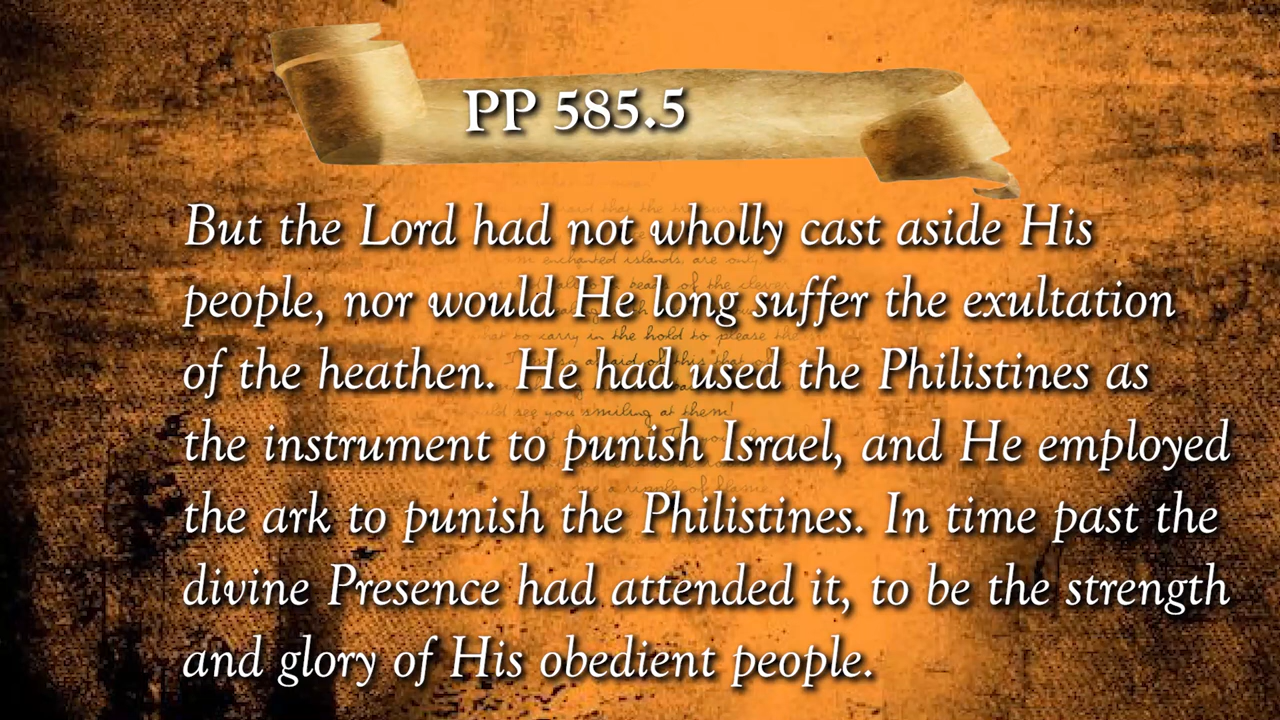 PP 585.5
But the Lord had not wholly cast aside His
people, nor would He long suffer the exultation
of the heathen. He had used the Philistines as
the instrument to punish Israel, and He employed
the ark to punish the Philistines. In time past the
divine Presence had attended it, to be the strength
and glory of His obedient people.